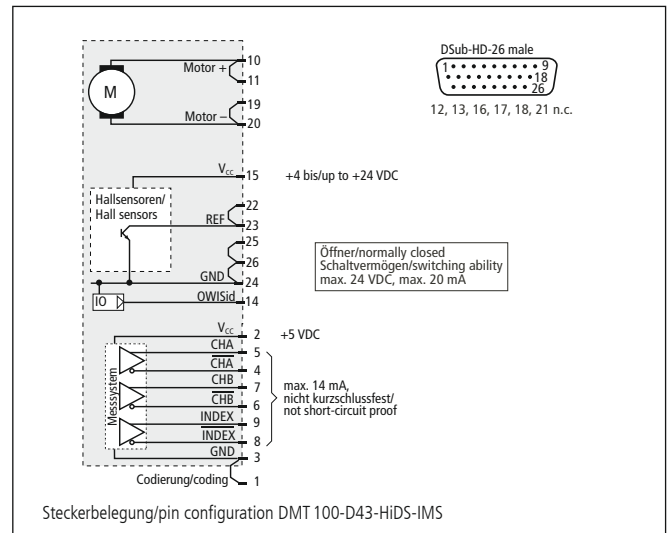 DSub-HD-26 male
1 9
18
26
12, 13, 16, 17, 18, 21 n.c.
M
Motor +
10
11
19
Motor –
20
Vcc 15 +4 bis/up to +24 VDC
Hallsensoren/
Hall sensors
22
REF 23
25
26
GND 24
IO OWISid 14
Öffner/normally closed
Schaltvermögen/switching ability
max. 24 VDC, max. 20 mA
Vcc 2 +5 VDC
Messsystem
CHA 5
C̅H̅A̅ 4
CHB 7
C̅H̅B̅ 6
INDEX 9
I̅N̅D̅E̅X̅ 8
GND 3
max. 14 mA,
nicht kurzschlussfest/
not short-circuit proof
Codierung/coding 1
Steckerbelegung/pin configuration DMT 100-D43-HiDS-IMS